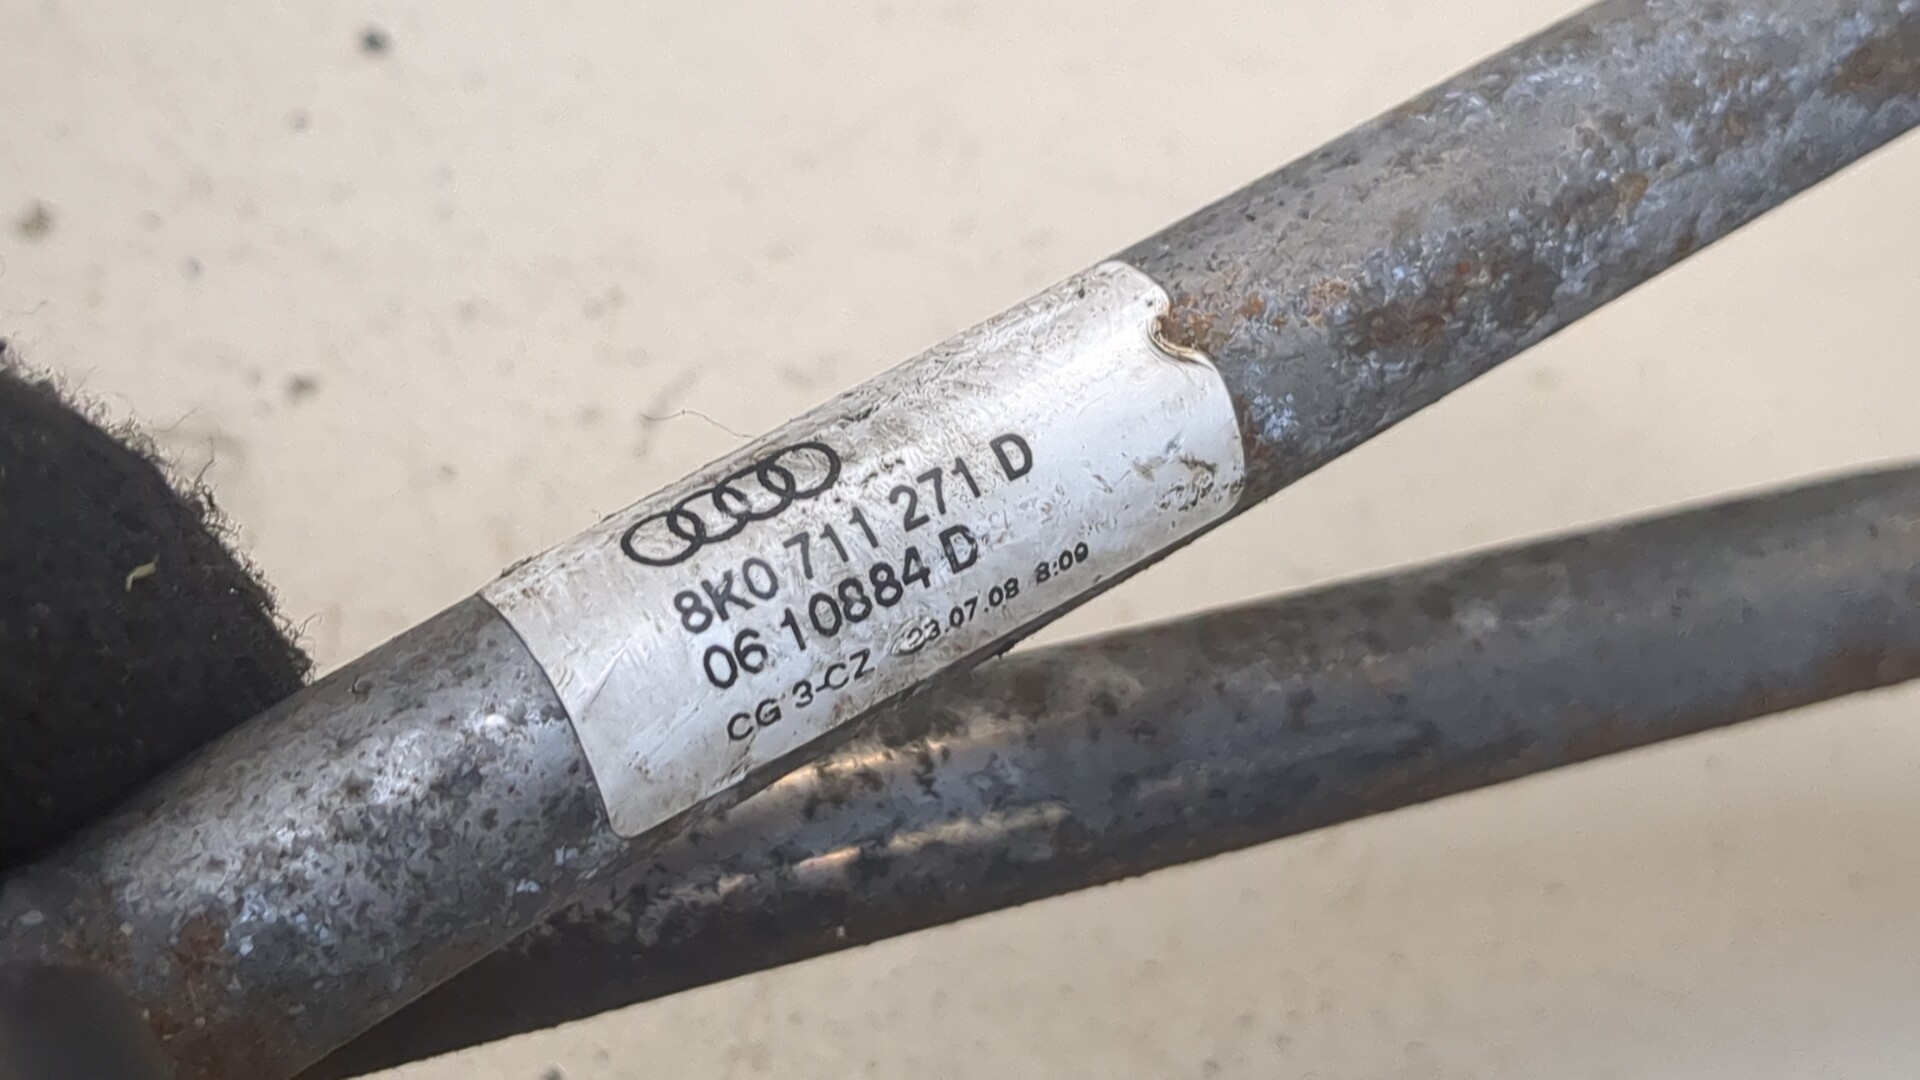 8K0 711 271 D
06 10884 D
CG 3-CZ 23.07.08 8:09